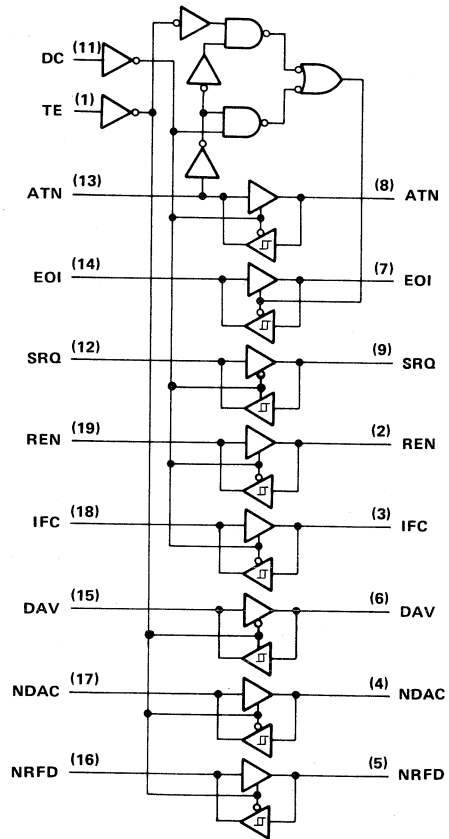 DC (11)
TE (1)
ATN (13) (8) ATN
EOI (14) (7) EOI
SRQ (12) (9) SRQ
REN (19) (2) REN
IFC (18) (3) IFC
DAV (15) (6) DAV
NDAC (17) (4) NDAC
NRFD (16) (5) NRFD